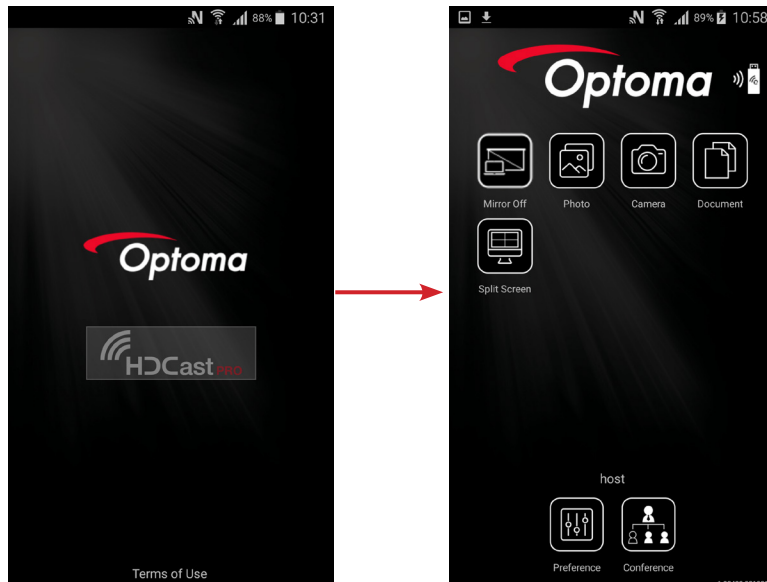 88% 10:31
Optoma
HDCast PRO
Terms of Use
89% 10:58
Optoma
Mirror Off Photo Camera Document
Split Screen
host
Preference Conference